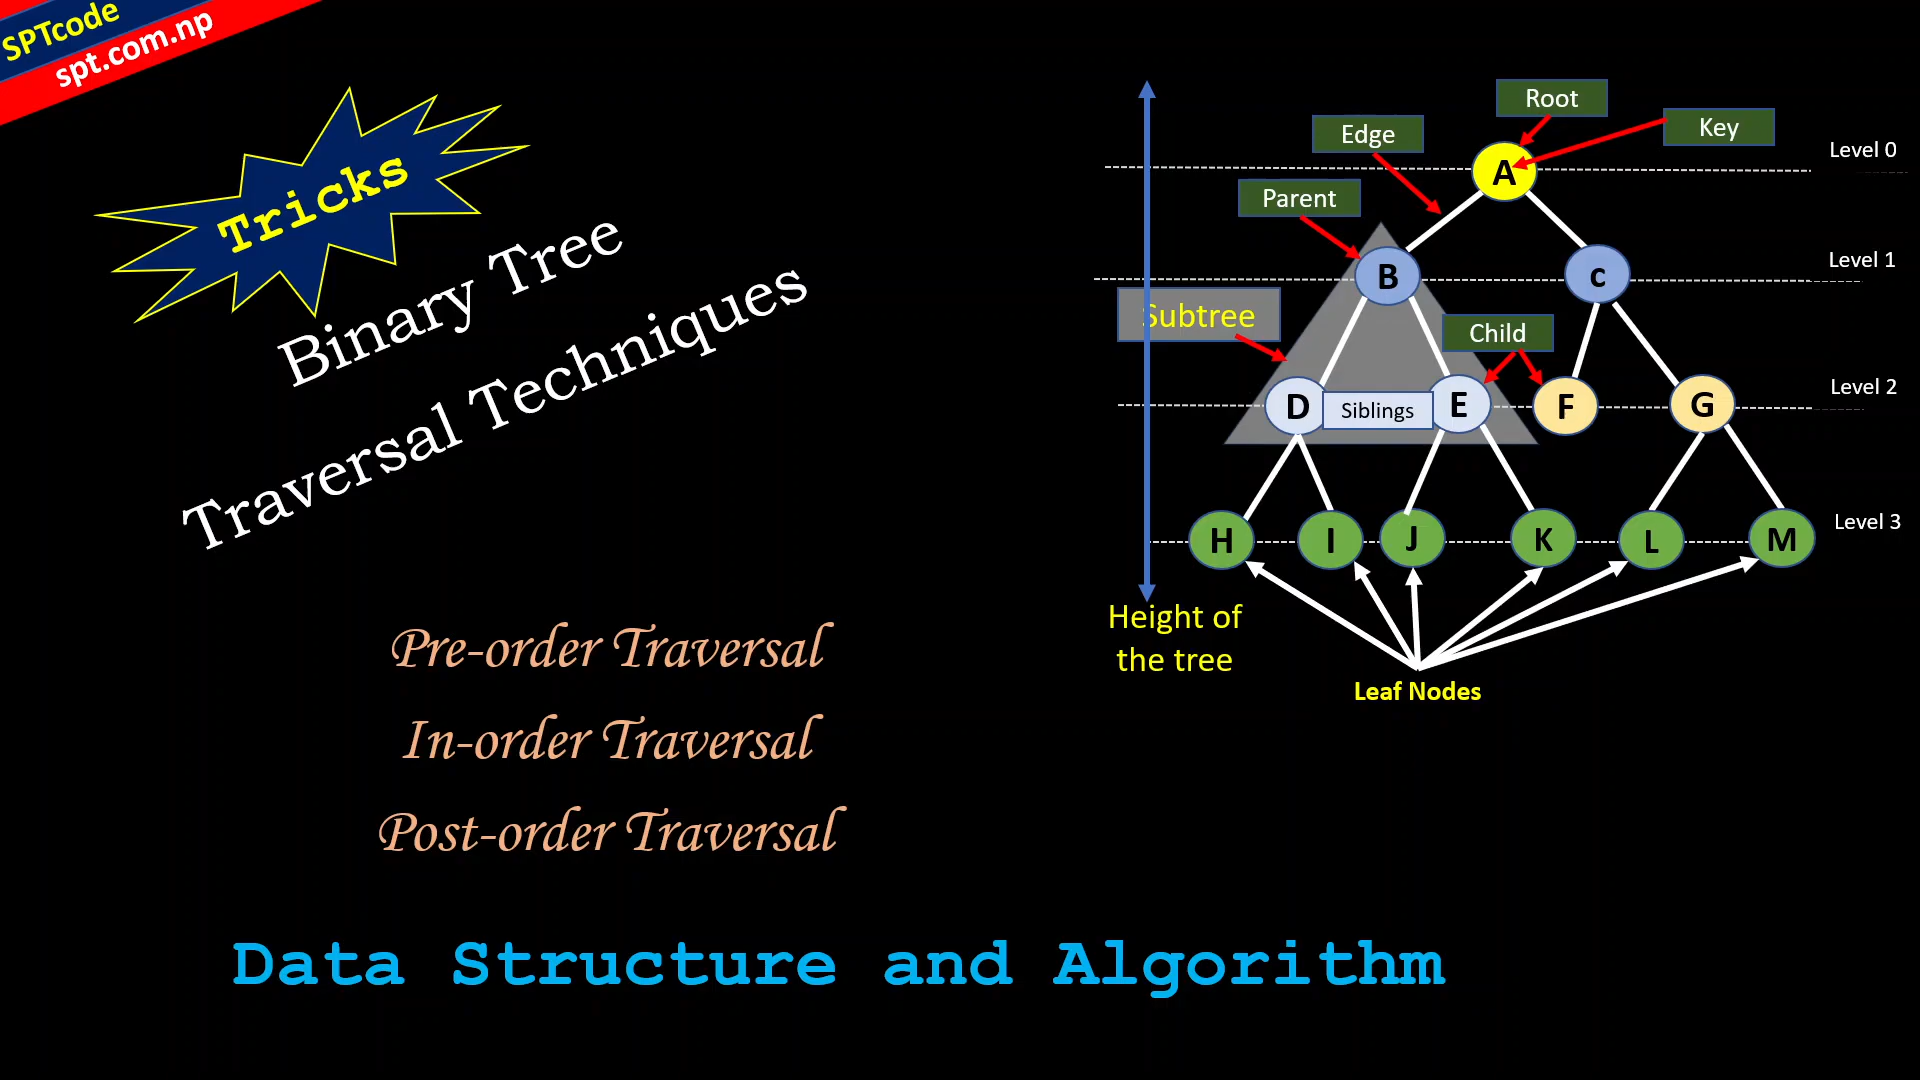 SPTcode
spt.com.np
Tricks
Binary Tree
Traversal Techniques
Pre-order Traversal
In-order Traversal
Post-order Traversal
Data Structure and Algorithm
Root
Key
Edge
Parent
Level 0
A
Level 1
B
c
Subtree
Child
Level 2
D
Siblings
E
F
G
Level 3
H
I
J
K
L
M
Height of
the tree
Leaf Nodes